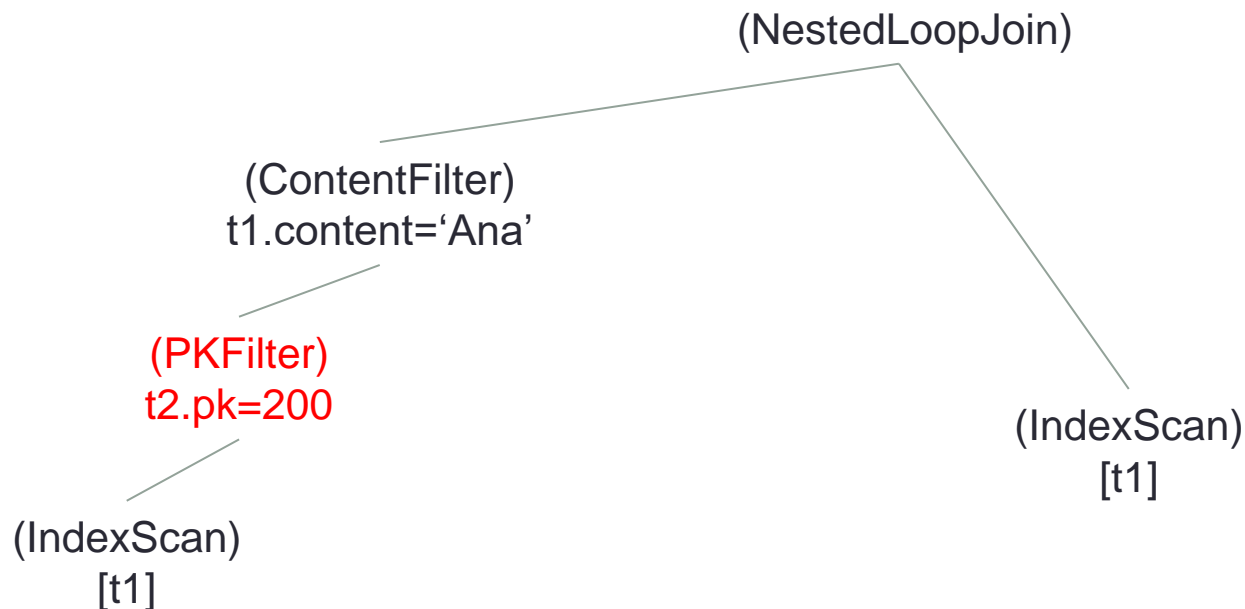 (NestedLoopJoin)
(ContentFilter)
t1.content=‘Ana’
(PKFilter)
t2.pk=200
(IndexScan)
[t1]
(IndexScan)
[t1]